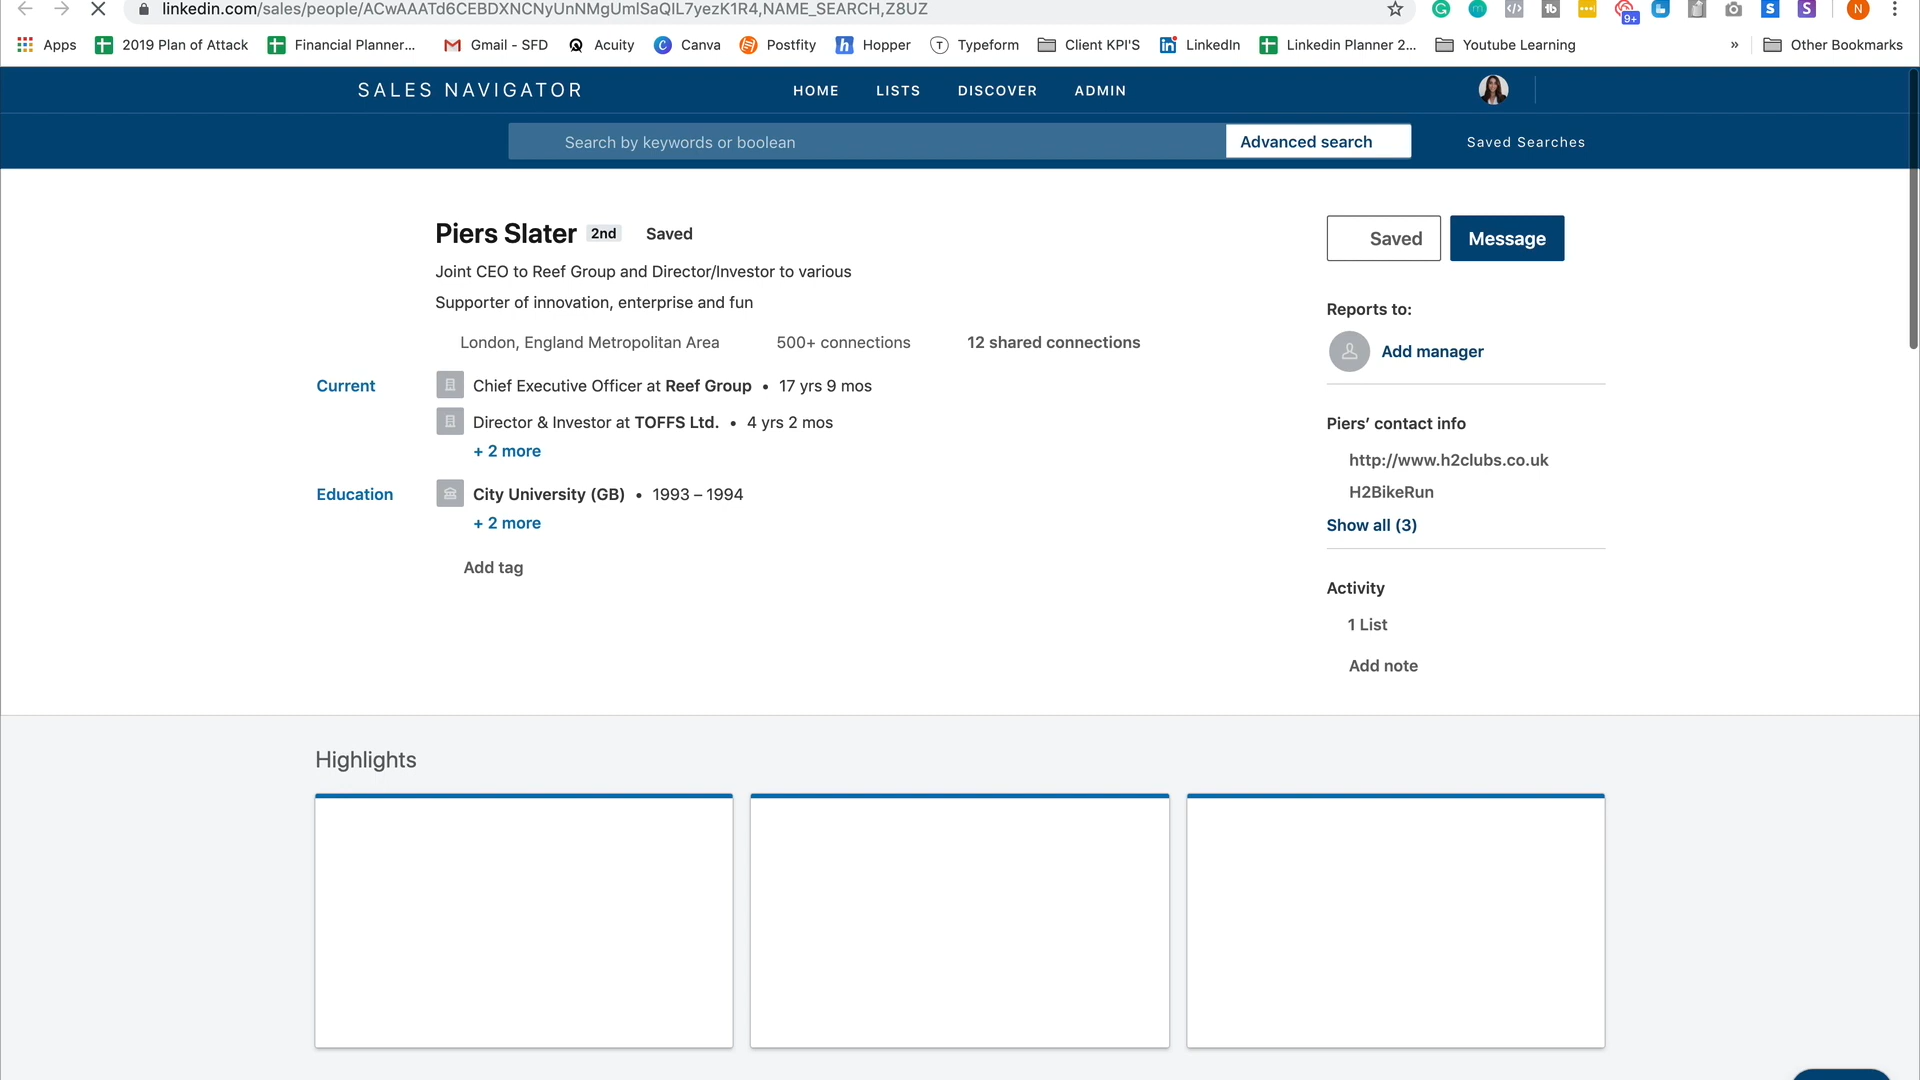 linkedin.com/sales/people/ACwAAATd6CEBDXNCNyUnNMgUmlSaQIL7yezK1R4,NAME_SEARCH,Z8UZ
9+
N
Apps 2019 Plan of Attack Financial Planner... Gmail - SFD Acuity Canva Postfity Hopper Typeform Client KPI'S LinkedIn Linkedin Planner 2... Youtube Learning » Other Bookmarks
SALES NAVIGATOR HOME LISTS DISCOVER ADMIN
Search by keywords or boolean Advanced search Saved Searches
Piers Slater 2nd Saved
Saved Message
Joint CEO to Reef Group and Director/Investor to various
Supporter of innovation, enterprise and fun
London, England Metropolitan Area 500+ connections 12 shared connections
Current Chief Executive Officer at Reef Group • 17 yrs 9 mos
Director & Investor at TOFFS Ltd. • 4 yrs 2 mos
+ 2 more
Education City University (GB) • 1993 – 1994
+ 2 more
Add tag
Reports to:
Add manager
Piers’ contact info
http://www.h2clubs.co.uk
H2BikeRun
Show all (3)
Activity
1 List
Add note
Highlights